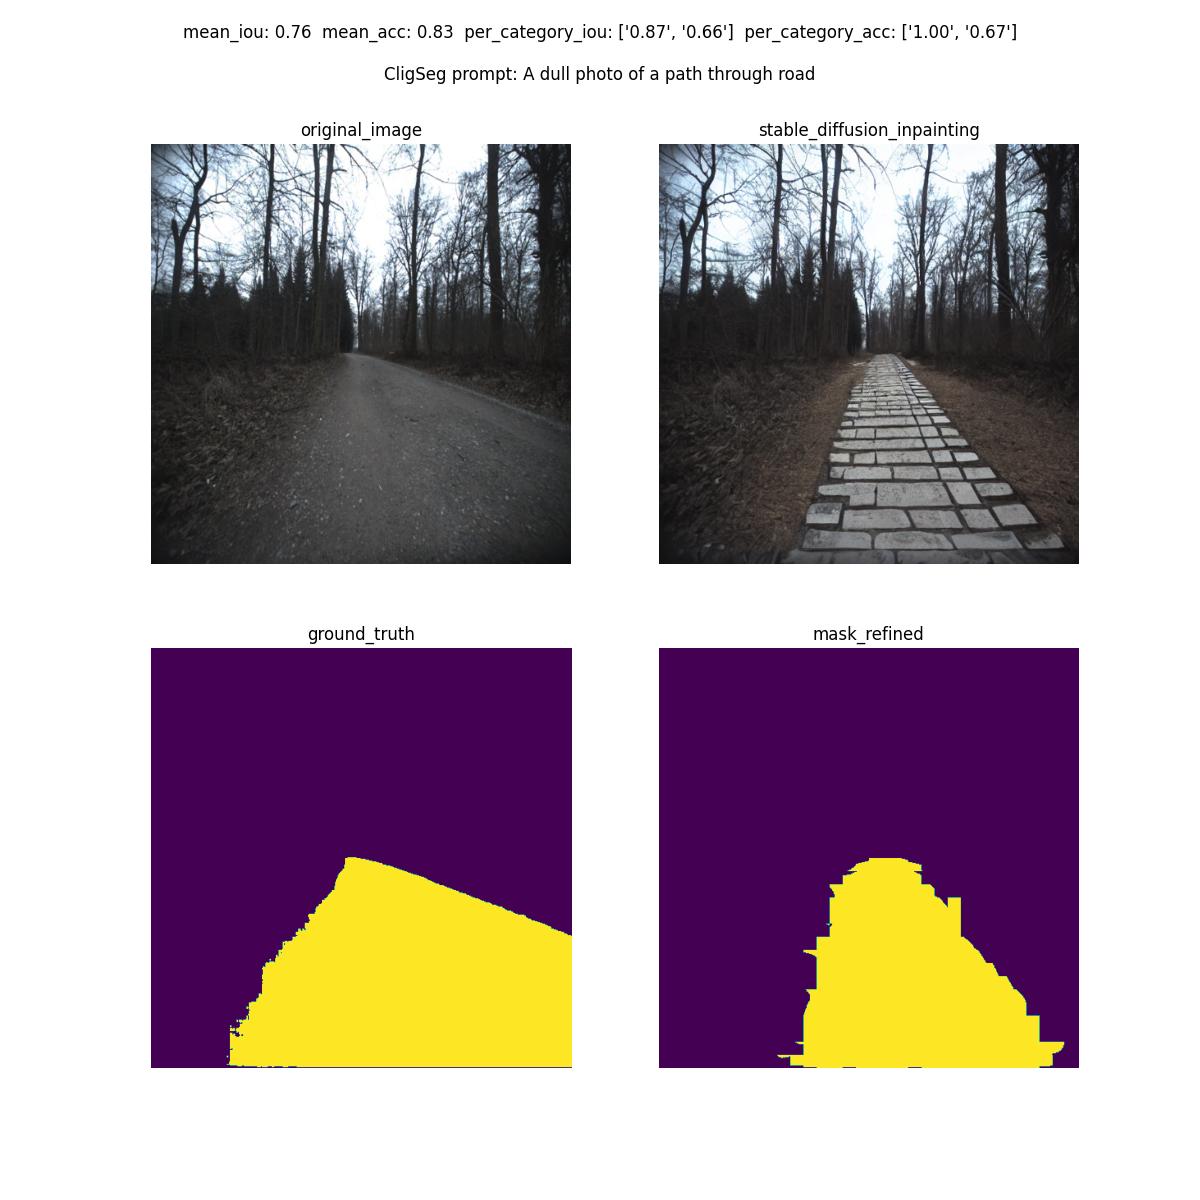 mean_iou: 0.76  mean_acc: 0.83  per_category_iou: ['0.87', '0.66']  per_category_acc: ['1.00', '0.67']
CligSeg prompt: A dull photo of a path through road
original_image
stable_diffusion_inpainting
ground_truth
mask_refined